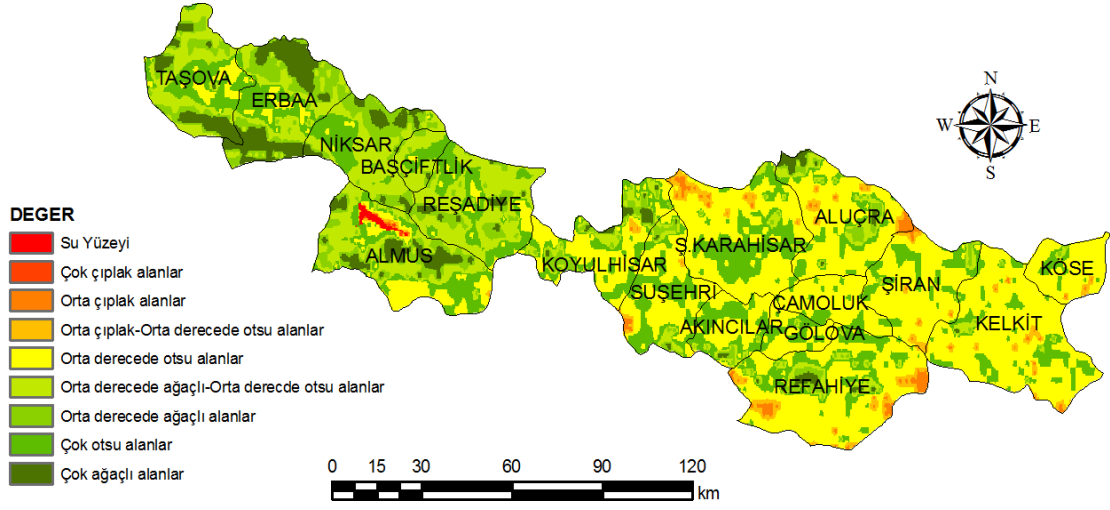 TAŞOVA
ERBAA
NİKSAR
BAŞÇİFTLİK
REŞADİYE
ALMUS
KOYULHİSAR
SUŞEHRİ
Ş.KARAHİSAR
ALUÇRA
AKINCILAR
ÇAMOLUK
GÖLOVA
ŞİRAN
REFAHİYE
KELKİT
KÖSE
N
W E
S
DEGER
Su Yüzeyi
Çok çıplak alanlar
Orta çıplak alanlar
Orta çıplak-Orta derecede otsu alanlar
Orta derecede otsu alanlar
Orta derecede ağaçlı-Orta derecde otsu alanlar
Orta derecede ağaçlı alanlar
Çok otsu alanlar
Çok ağaçlı alanlar
0 15 30 60 90 120
km